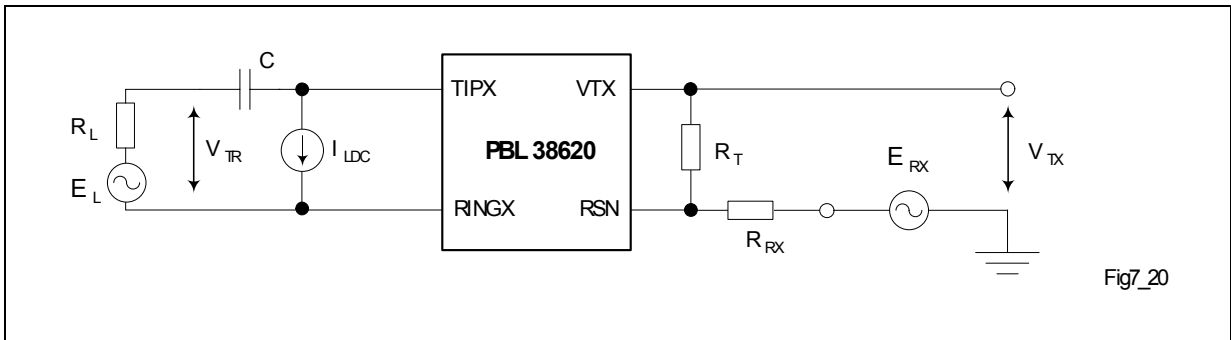 C
TIPX
VTX
R L
V TR
I LDC
PBL 38620
R T
E RX
V TX
E L
RINGX
RSN
R RX
Fig7_20